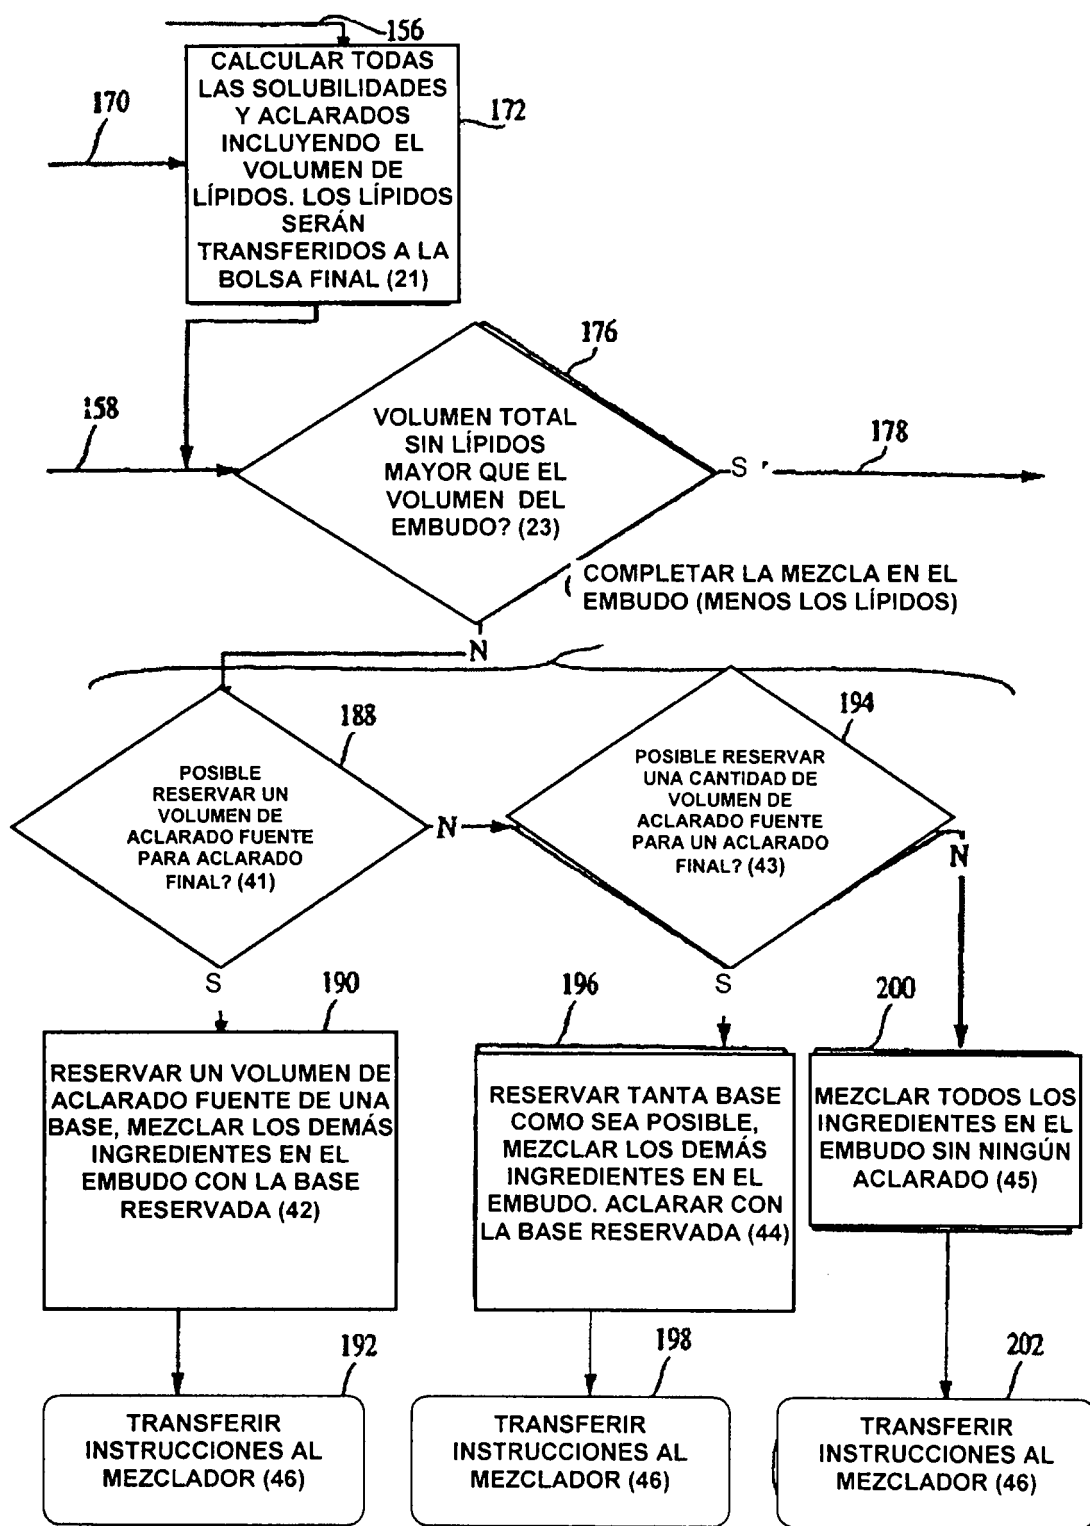 156
CALCULAR TODAS
LAS SOLUBILIDADES
Y ACLARADOS
INCLUYENDO EL
VOLUMEN DE
LÍPIDOS. LOS LÍPIDOS
SERÁN
TRANSFERIDOS A LA
BOLSA FINAL (21)
170
172
176
158
VOLUMEN TOTAL
SIN LÍPIDOS
MAYOR QUE EL
VOLUMEN DEL
EMBUDO? (23)
S
178
COMPLETAR LA MEZCLA EN EL
EMBUDO (MENOS LOS LÍPIDOS)
N
188
POSIBLE
RESERVAR UN
VOLUMEN DE
ACLARADO FUENTE
PARA ACLARADO
FINAL? (41)
N
194
POSIBLE RESERVAR
UNA CANTIDAD DE
VOLUMEN DE
ACLARADO FUENTE
PARA UN ACLARADO
FINAL? (43)
N
S
S
190
RESERVAR UN VOLUMEN DE
ACLARADO FUENTE DE UNA
BASE, MEZCLAR LOS DEMÁS
INGREDIENTES EN EL
EMBUDO CON LA BASE
RESERVADA (42)
196
RESERVAR TANTA BASE
COMO SEA POSIBLE,
MEZCLAR LOS DEMÁS
INGREDIENTES EN EL
EMBUDO. ACLARAR CON
LA BASE RESERVADA (44)
200
MEZCLAR TODOS LOS
INGREDIENTES EN EL
EMBUDO SIN NINGÚN
ACLARADO (45)
192
TRANSFERIR
INSTRUCCIONES AL
MEZCLADOR (46)
198
TRANSFERIR
INSTRUCCIONES AL
MEZCLADOR (46)
202
TRANSFERIR
INSTRUCCIONES AL
MEZCLADOR (46)